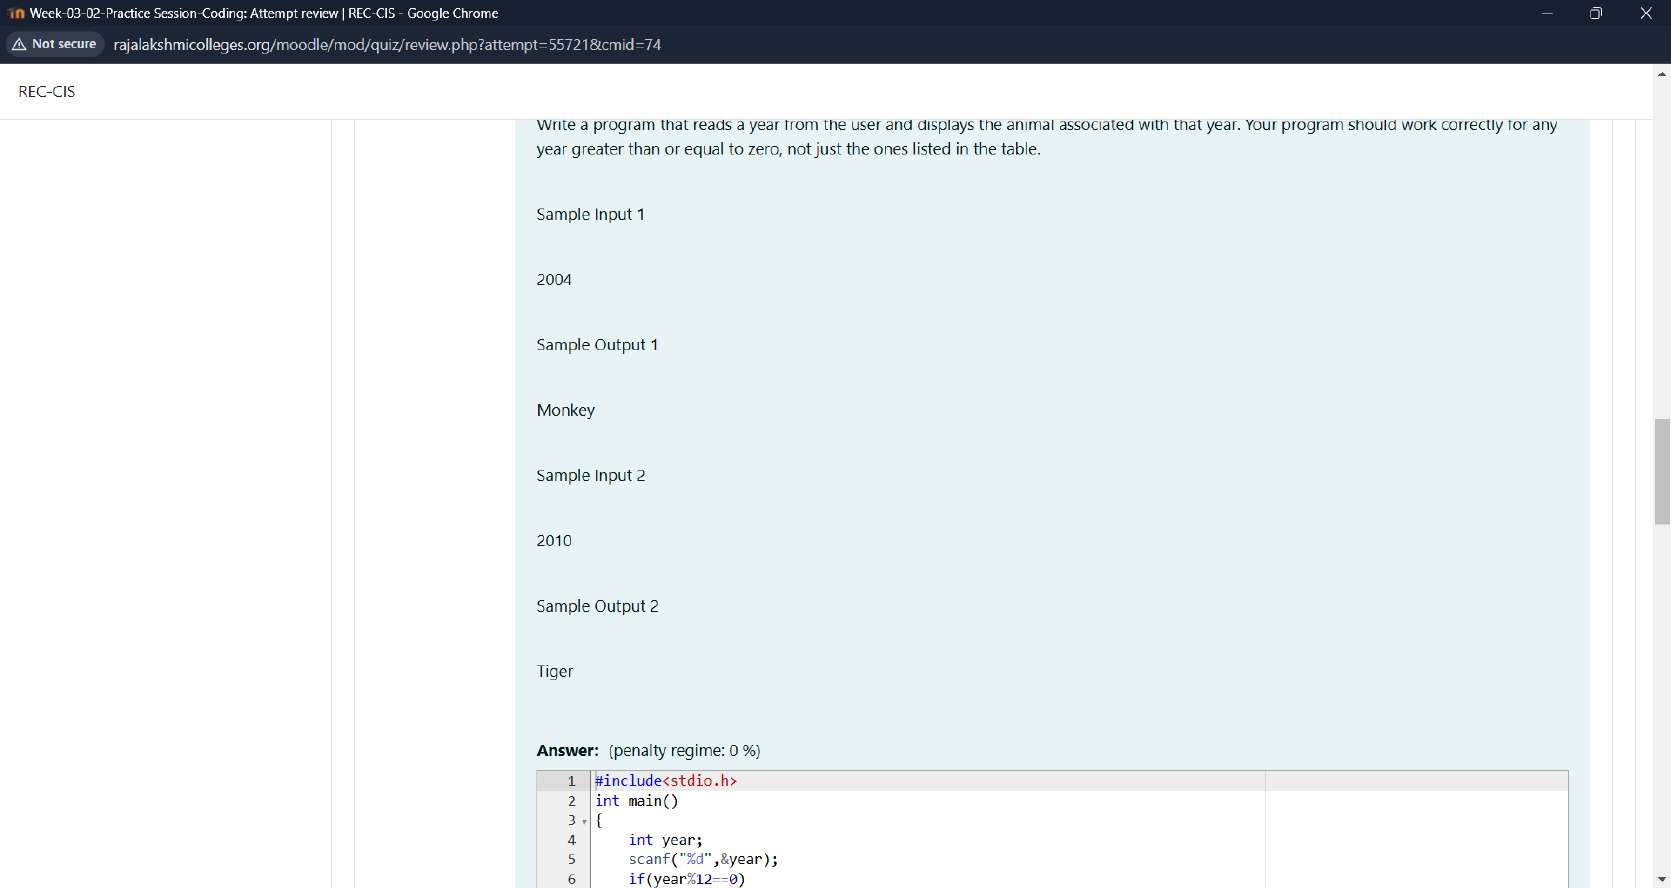 Week-03-02-Practice Session-Coding: Attempt review | REC-CIS - Google Chrome
Not secure rajalakshmicolleges.org/moodle/mod/quiz/review.php?attempt=55721&cmid=74
REC-CIS
Write a program that reads a year from the user and displays the animal associated with that year. Your program should work correctly for any
year greater than or equal to zero, not just the ones listed in the table.
Sample Input 1
2004
Sample Output 1
Monkey
Sample Input 2
2010
Sample Output 2
Tiger
Answer: (penalty regime: 0 %)
1 #include<stdio.h>
2 int main()
3 {
4 int year;
5 scanf("%d",&year);
6 if(year%12==0)